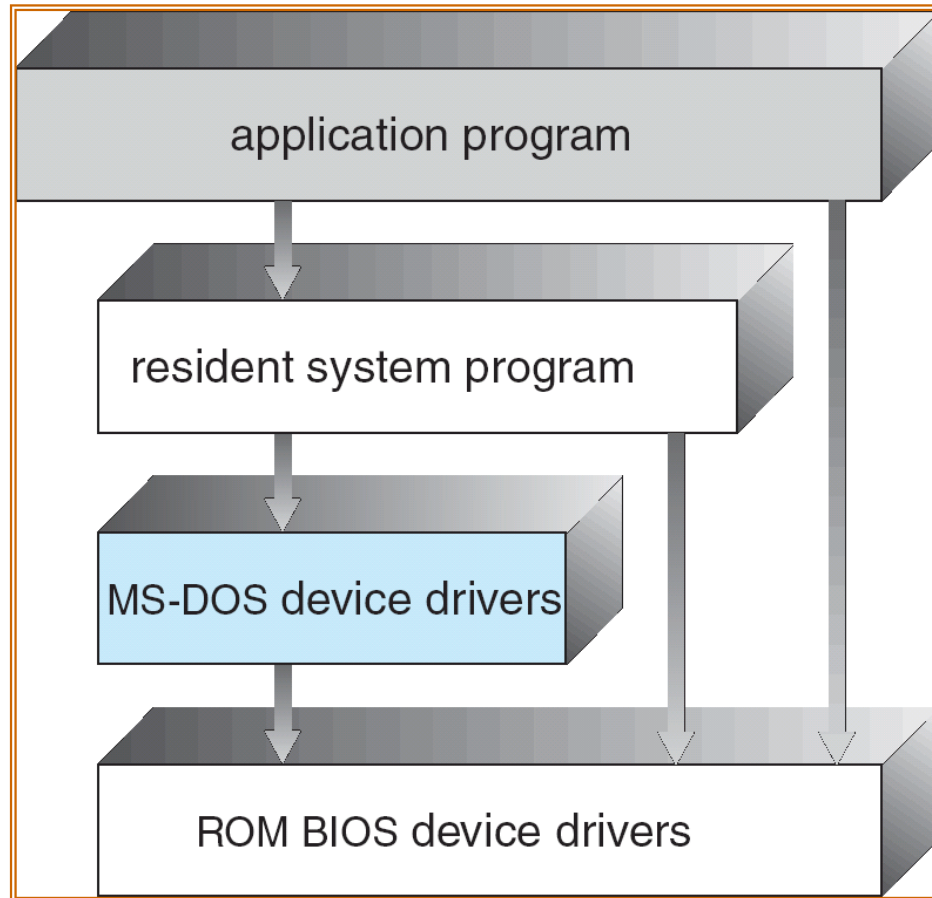 application program
resident system program
MS-DOS device drivers
ROM BIOS device drivers